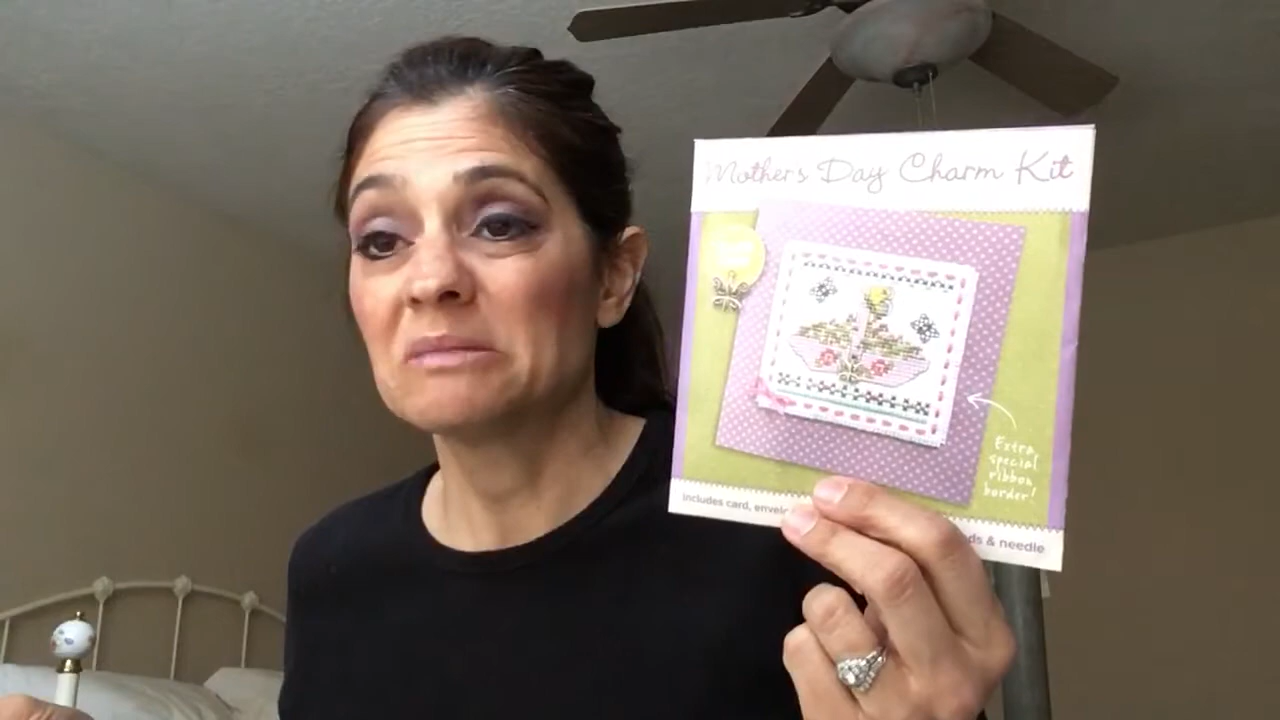 Mother's Day Charm Kit
Extra
special
ribbon
border!
includes card, envel
ds & needle